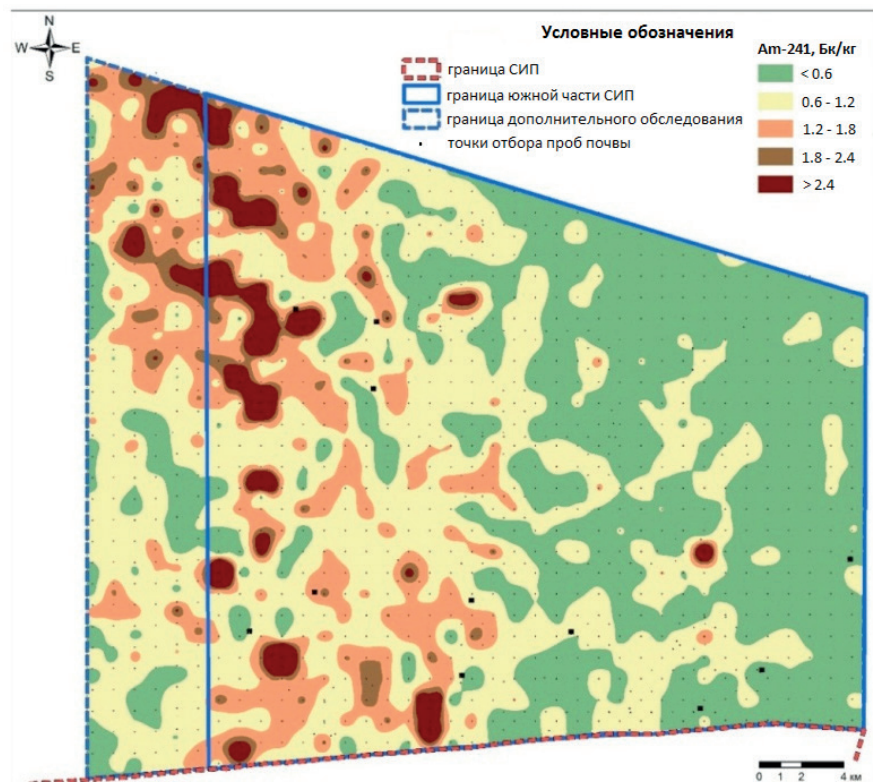 N
W E
S
Условные обозначения
граница СИП
граница южной части СИП
граница дополнительного обследования
точки отбора проб почвы
Am-241, Бк/кг
< 0.6
0.6 - 1.2
1.2 - 1.8
1.8 - 2.4
> 2.4
0 1 2 4 км